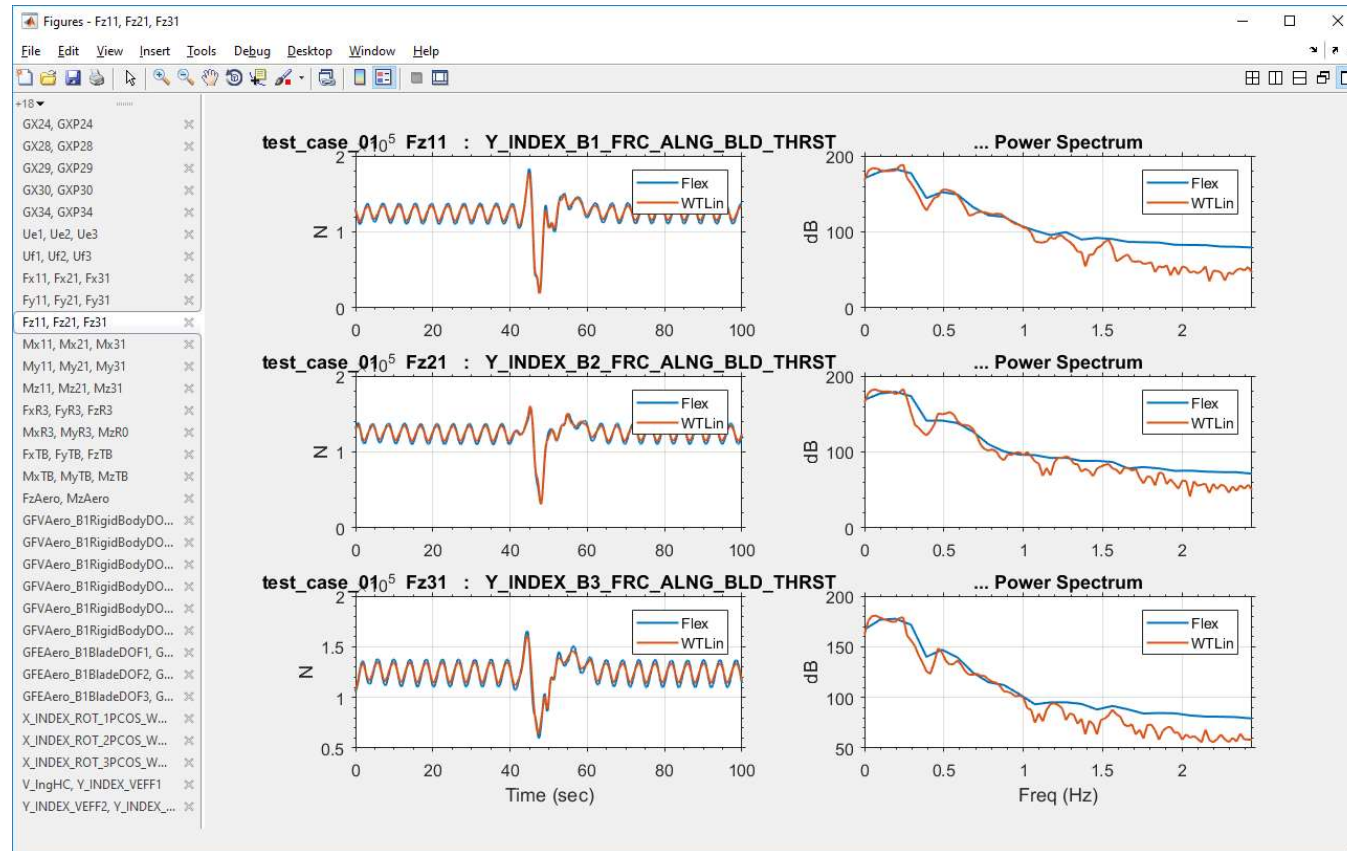 Figures - Fz11, Fz21, Fz31
File Edit View Insert Tools Debug Desktop Window Help
+18
GX24, GXP24
GX28, GXP28
GX29, GXP29
GX30, GXP30
GX34, GXP34
Ue1, Ue2, Ue3
Uf1, Uf2, Uf3
Fx11, Fx21, Fx31
Fy11, Fy21, Fy31
Fz11, Fz21, Fz31
Mx11, Mx21, Mx31
My11, My21, My31
Mz11, Mz21, Mz31
FxR3, FyR3, FzR3
MxR3, MyR3, MzR0
FxTB, FyTB, FzTB
MxTB, MyTB, MzTB
FzAero, MzAero
GFVAero_B1RigidBodyDO...
GFVAero_B1RigidBodyDO...
GFVAero_B1RigidBodyDO...
GFVAero_B1RigidBodyDO...
GFVAero_B1RigidBodyDO...
GFVAero_B1RigidBodyDO...
GFEAero_B1BladeDOF1, G...
GFEAero_B1BladeDOF2, G...
GFEAero_B1BladeDOF3, G...
X_INDEX_ROT_1PCOS_W...
X_INDEX_ROT_2PCOS_W...
X_INDEX_ROT_3PCOS_W...
V_IngHC, Y_INDEX_VEFF1
Y_INDEX_VEFF2, Y_INDEX_...
test_case_01 Fz11 : Y_INDEX_B1_FRC_ALNG_BLD_THRST
10^5
2
1
0
N
Flex
WTLin
0 20 40 60 80 100
... Power Spectrum
200
100
0
dB
Flex
WTLin
0 0.5 1 1.5 2
test_case_01 Fz21 : Y_INDEX_B2_FRC_ALNG_BLD_THRST
10^5
2
1
0
N
Flex
WTLin
0 20 40 60 80 100
... Power Spectrum
200
100
0
dB
Flex
WTLin
0 0.5 1 1.5 2
test_case_01 Fz31 : Y_INDEX_B3_FRC_ALNG_BLD_THRST
10^5
2
1.5
1
0.5
N
Flex
WTLin
0 20 40 60 80 100
Time (sec)
... Power Spectrum
200
150
100
50
dB
Flex
WTLin
0 0.5 1 1.5 2
Freq (Hz)